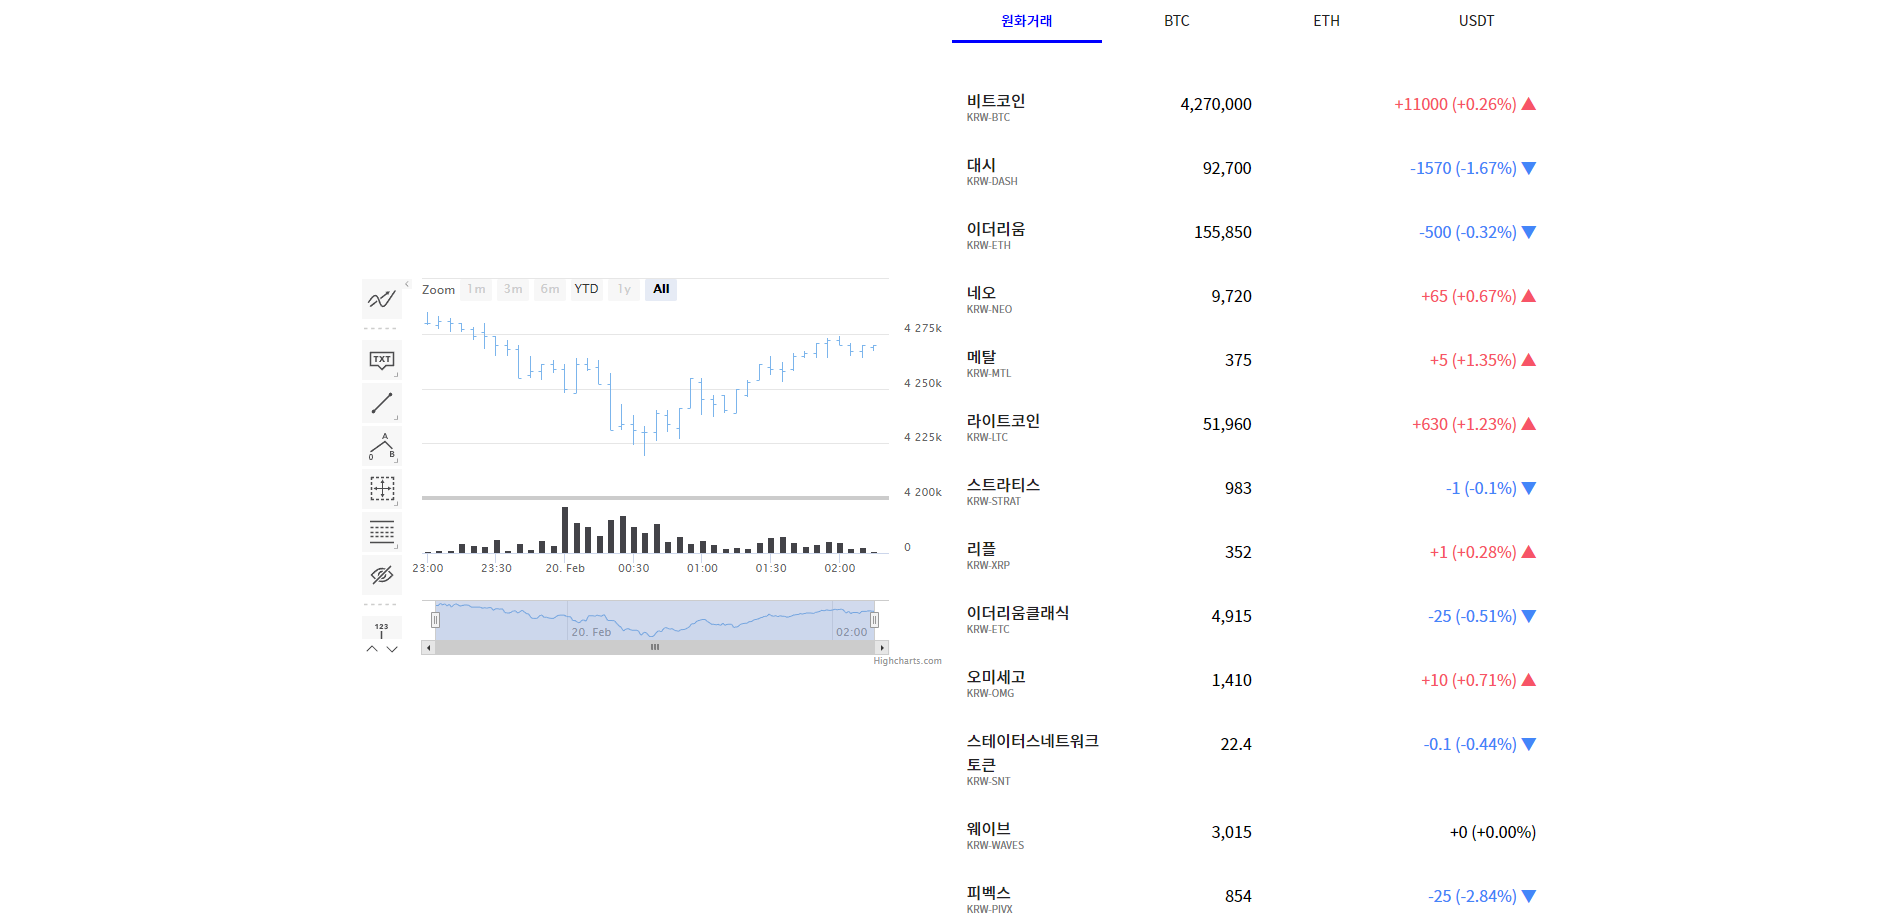 원화거래 BTC ETH USDT
비트코인 4,270,000 +11000 (+0.26%) ▲
KRW-BTC
대시 92,700 -1570 (-1.67%) ▼
KRW-DASH
이더리움 155,850 -500 (-0.32%) ▼
KRW-ETH
네오 9,720 +65 (+0.67%) ▲
KRW-NEO
메탈 375 +5 (+1.35%) ▲
KRW-MTL
라이트코인 51,960 +630 (+1.23%) ▲
KRW-LTC
스트라티스 983 -1 (-0.1%) ▼
KRW-STRAT
리플 352 +1 (+0.28%) ▲
KRW-XRP
이더리움클래식 4,915 -25 (-0.51%) ▼
KRW-ETC
오미세고 1,410 +10 (+0.71%) ▲
KRW-OMG
스테이터스네트워크 22.4 -0.1 (-0.44%) ▼
토큰
KRW-SNT
웨이브 3,015 +0 (+0.00%)
KRW-WAVES
피벡스 854 -25 (-2.84%) ▼
KRW-PIVX
Zoom 1m 3m 6m YTD 1y All
TXT
A
0 B
123
4 275k
4 250k
4 225k
4 200k
0
23:00 23:30 20. Feb 00:30 01:00 01:30 02:00
20. Feb 02:00
Highcharts.com